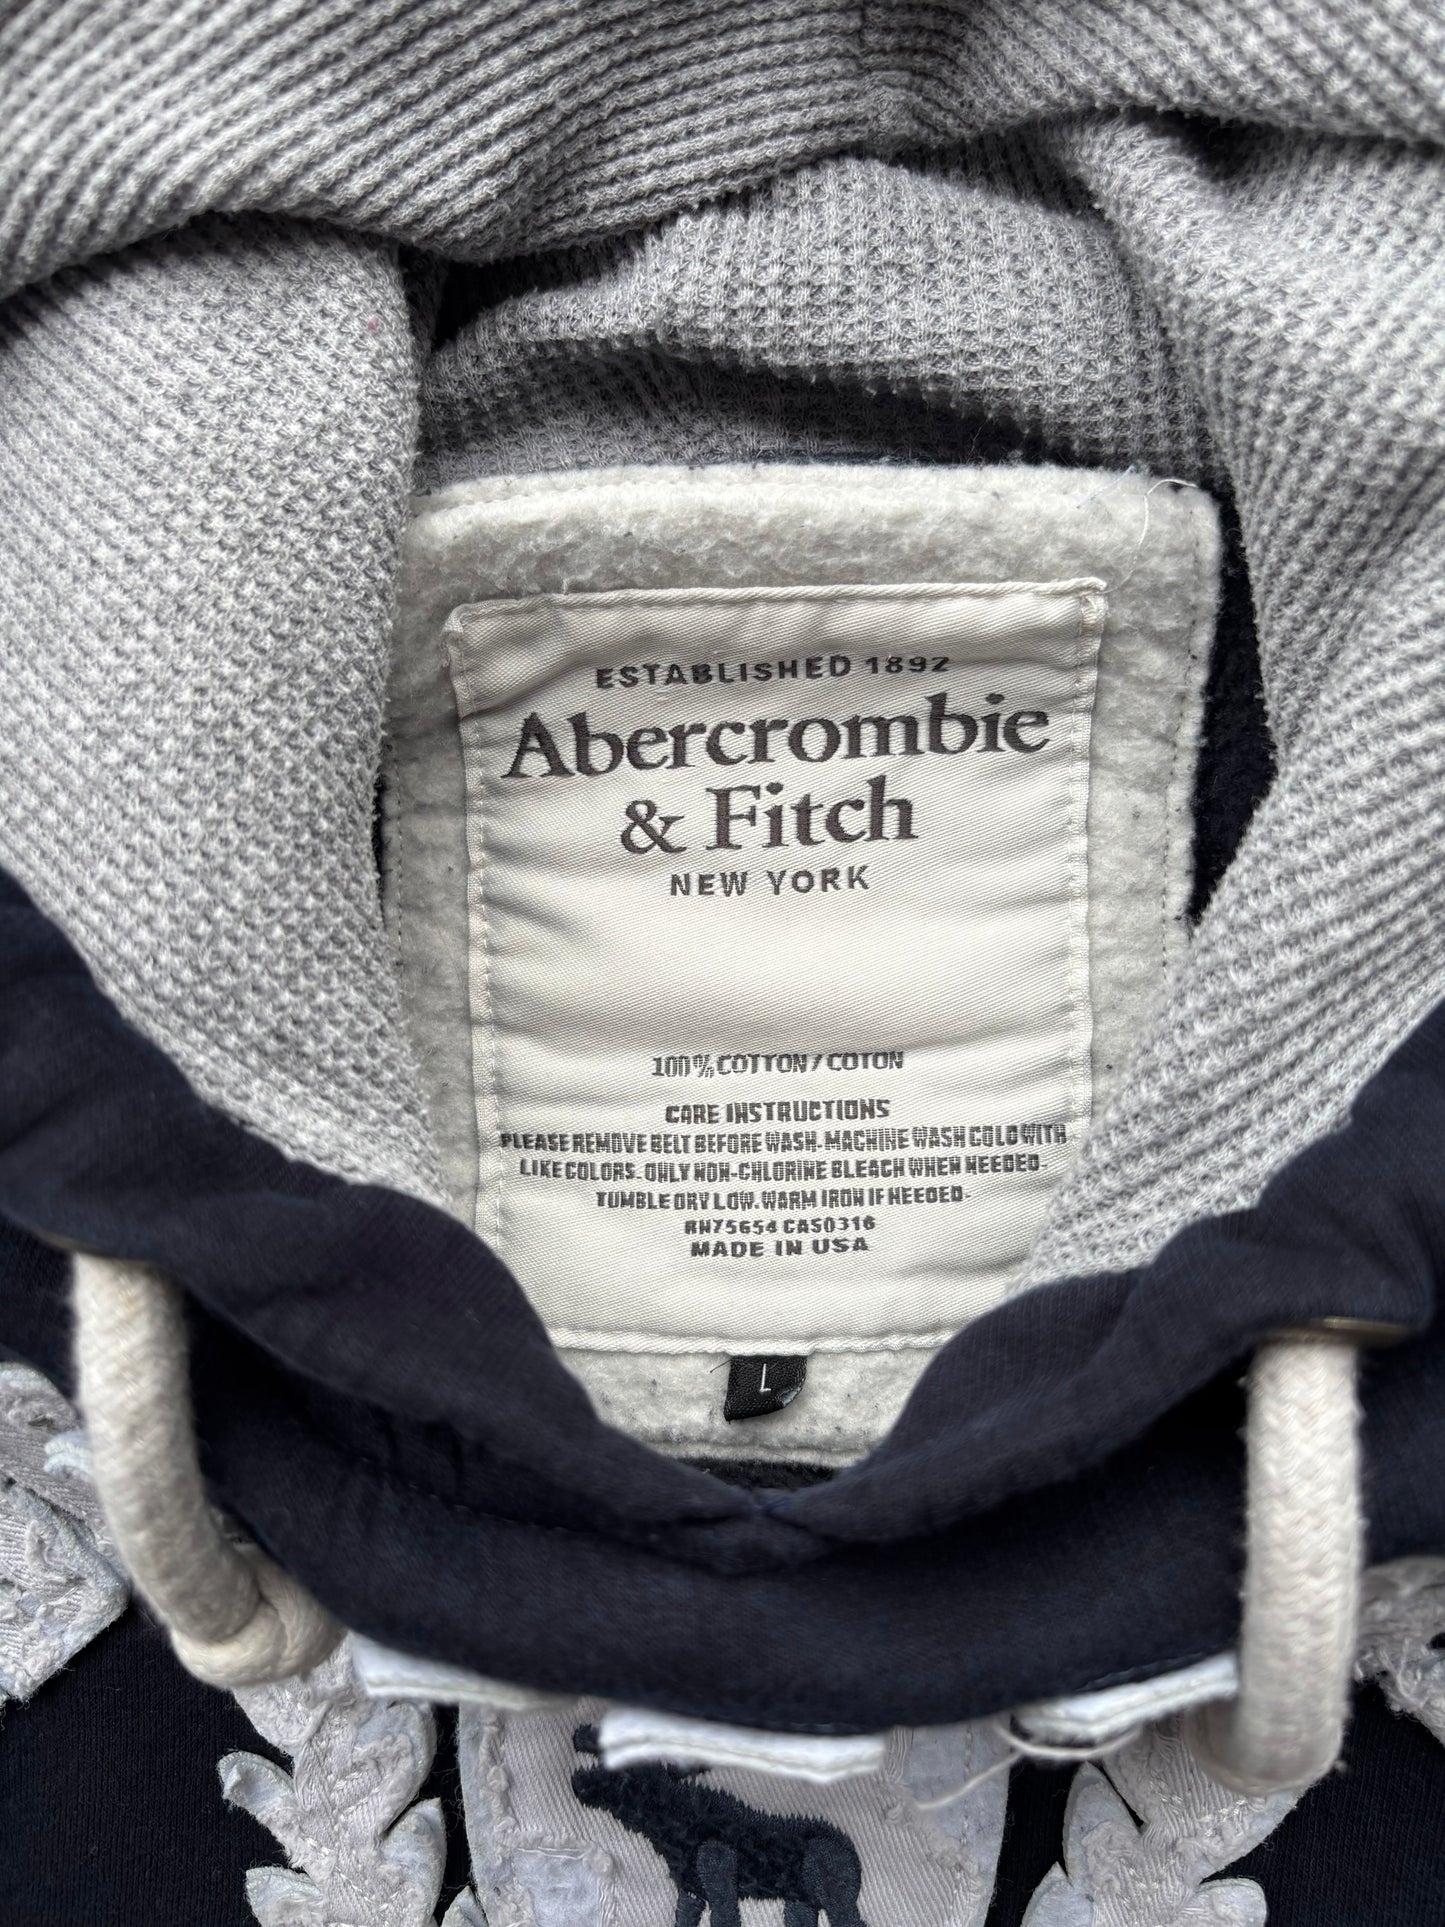 ESTABLISHED 1892
Abercrombie
& Fitch
NEW YORK
100% COTTON / COTON
CARE INSTRUCTIONS
PLEASE REMOVE BELT BEFORE WASH. MACHINE WASH COLD WITH
LIKE COLORS. ONLY NON-CHLORINE BLEACH WHEN NEEDED.
TUMBLE DRY LOW. WARM IRON IF NEEDED.
RN75654 CA50316
MADE IN USA
L